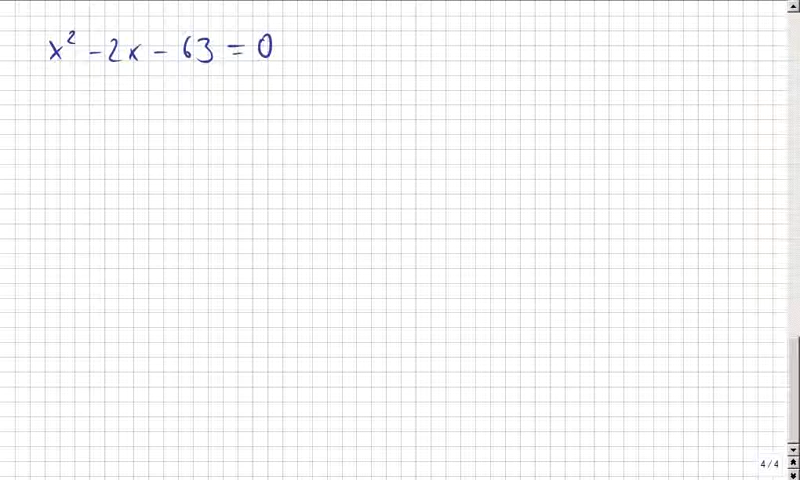 x² - 2x - 63 = 0
4 / 4